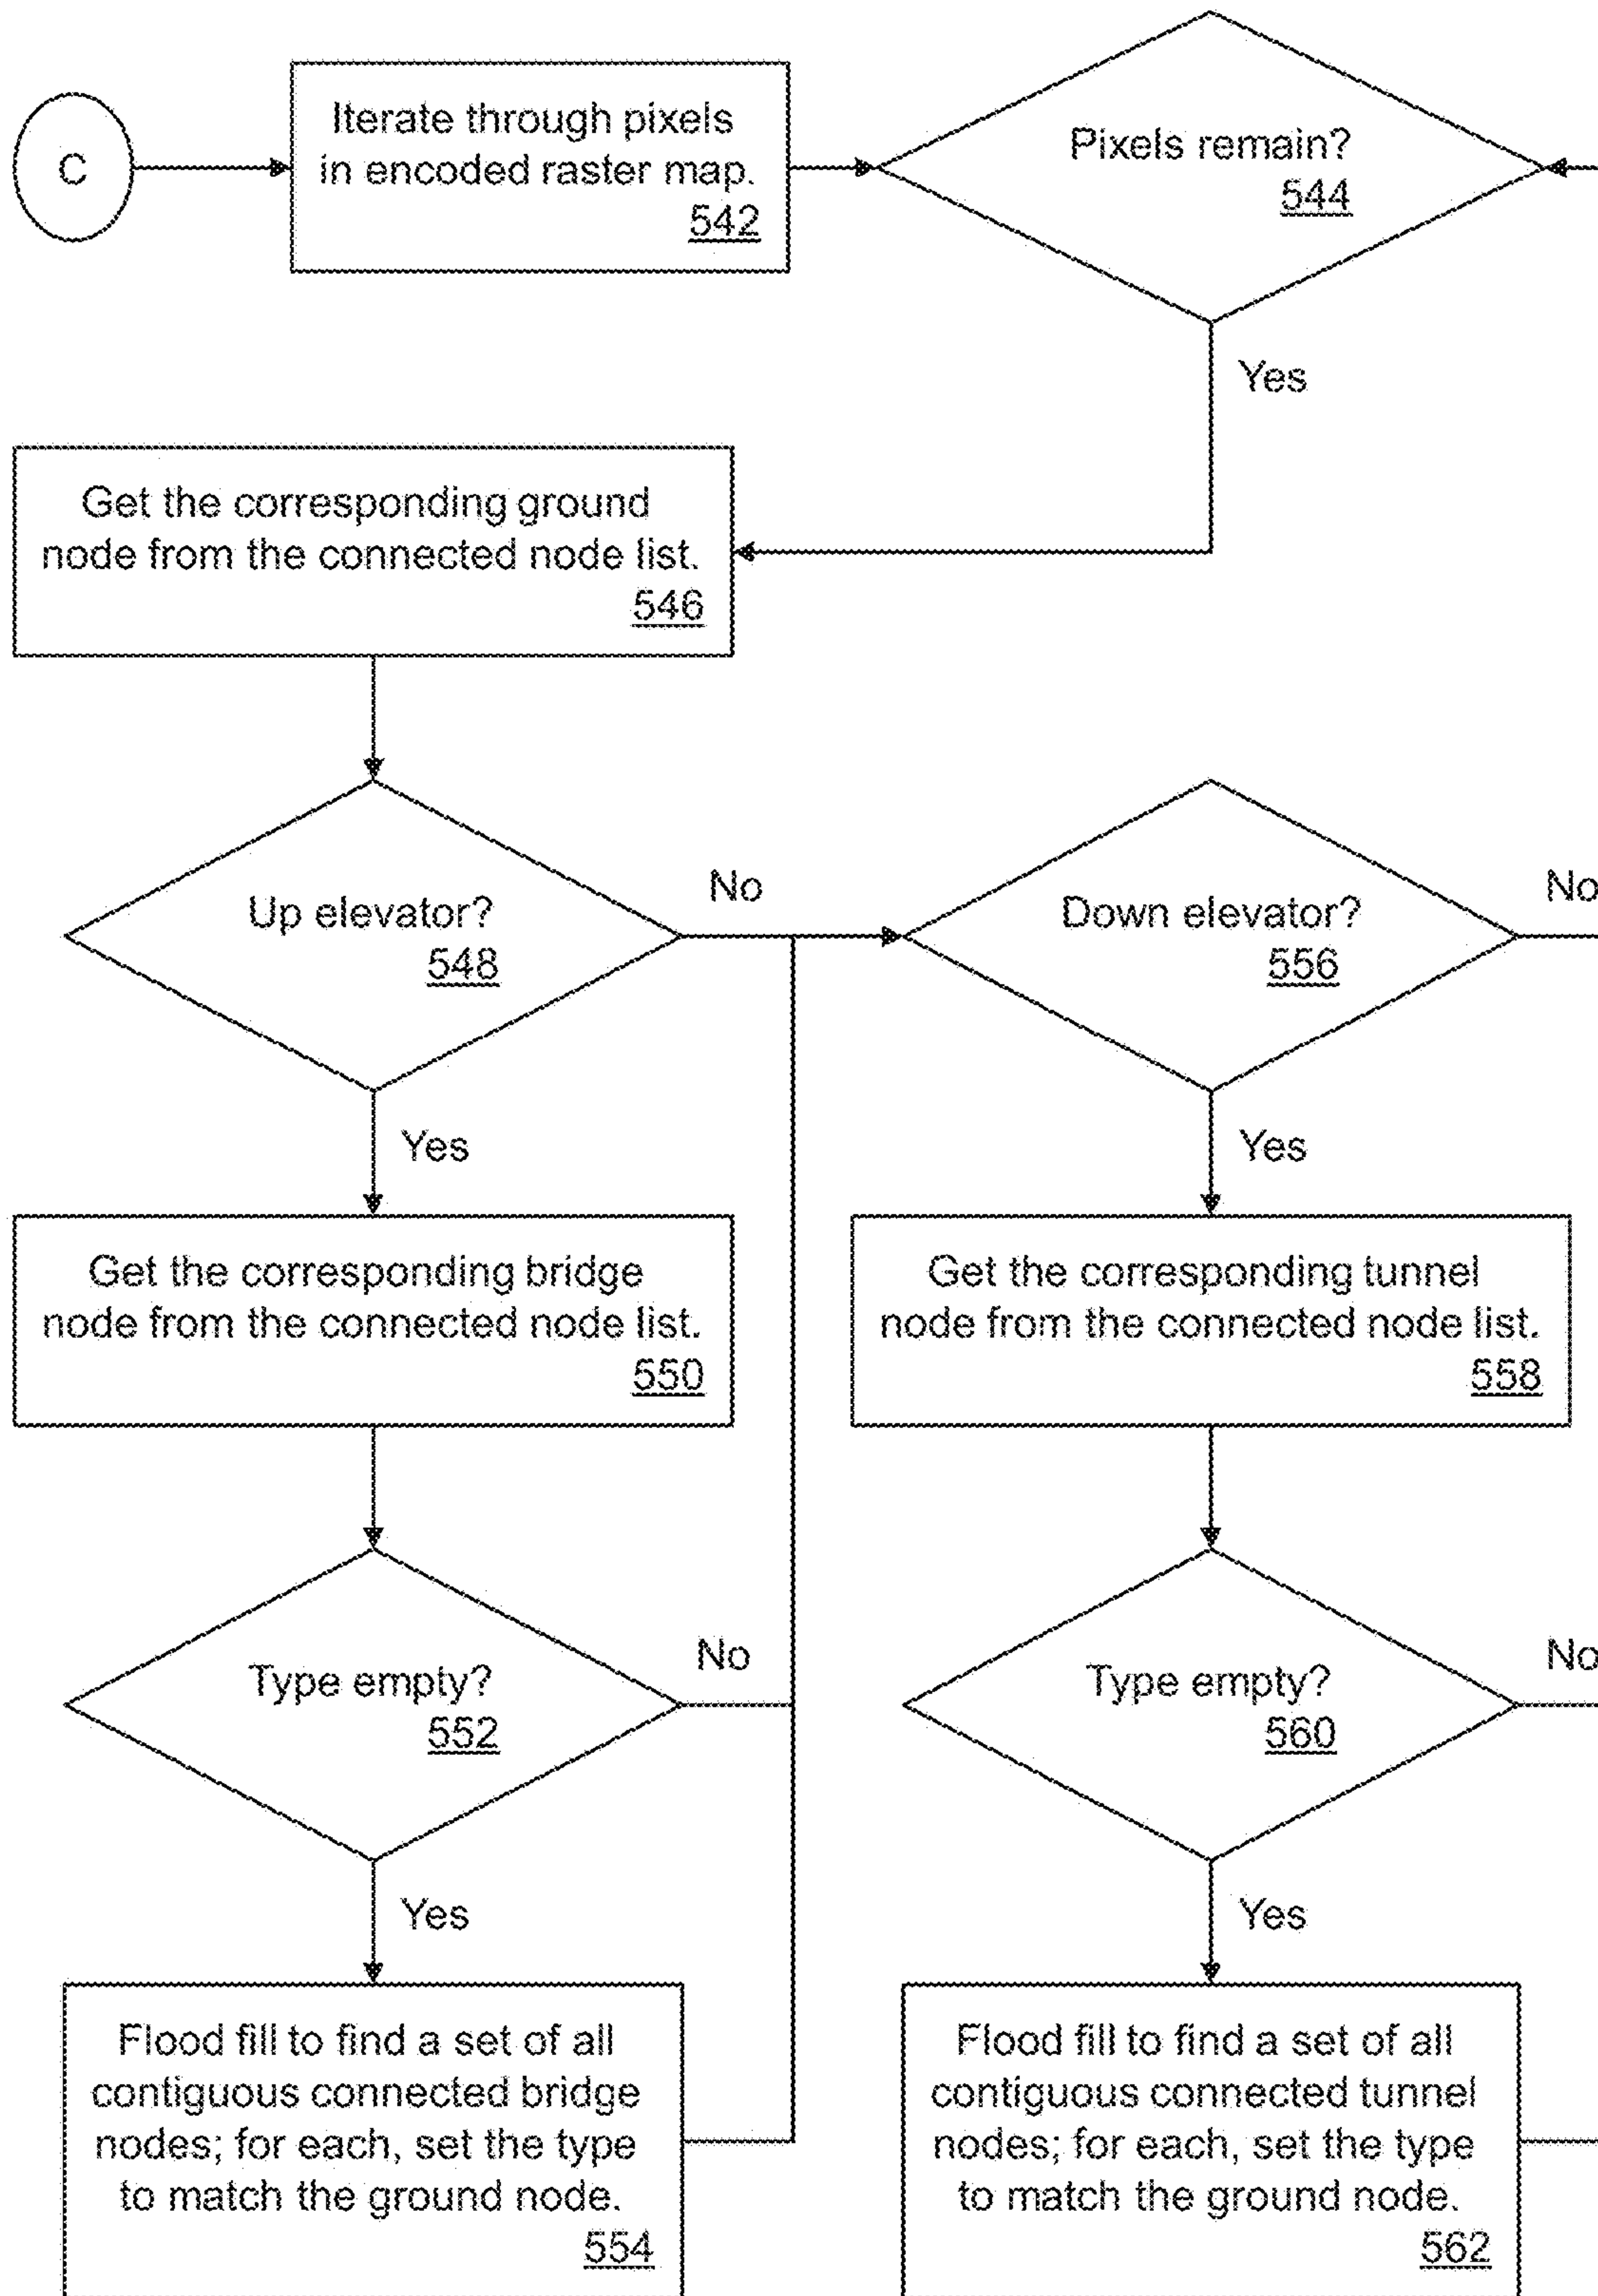 C
Iterate through pixels
in encoded raster map.
542
Pixels remain?
544
Yes
Get the corresponding ground
node from the connected node list.
546
Up elevator?
548
No
Down elevator?
556
No
Yes
Yes
Get the corresponding bridge
node from the connected node list.
550
Get the corresponding tunnel
node from the connected node list.
558
Type empty?
552
No
Type empty?
560
No
Yes
Yes
Flood fill to find a set of all
contiguous connected bridge
nodes; for each, set the type
to match the ground node.
554
Flood fill to find a set of all
contiguous connected tunnel
nodes; for each, set the type
to match the ground node.
562